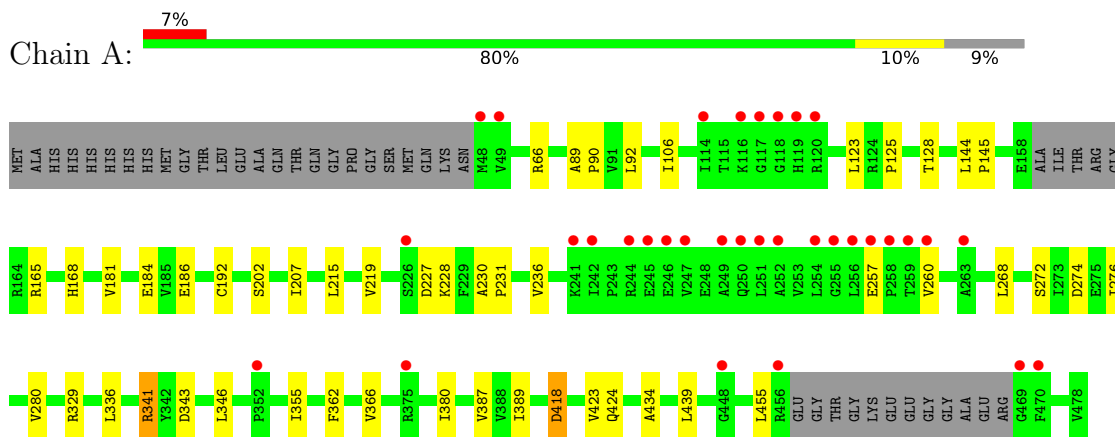 7%
Chain A:
80% 10% 9%
MET ALA HIS HIS HIS HIS HIS HIS MET GLY THR LEU GLU ALA GLN THR GLN GLY PRO GLY SER MET GLN LYS ASN M48 V49 R66 A89 P90 V91 L92 I106 I114 T115 K116 G117 G118 H119 R120 L123 R124 P125 T128 L144 P145 E158 ALA ILE THR ARG GLY
R164 R165 H168 V181 E184 V185 E186 C192 S202 I207 L215 V219 S226 D227 K228 F229 A230 P231 V236 K241 I242 P243 R244 E245 E246 V247 E248 A249 Q250 L251 A252 V253 L254 G255 L256 E257 P258 T259 V260 A263 L268 S272 I273 D274 E275 I276
V280 R329 L336 R341 Y342 D343 L346 P352 I355 F362 V366 R375 I380 V387 V388 I389 D418 V423 Q424 A434 L439 G448 L455 R456 GLU GLY THR GLY LYS GLU GLU GLY GLY ALA GLU ARG G469 F470 V478